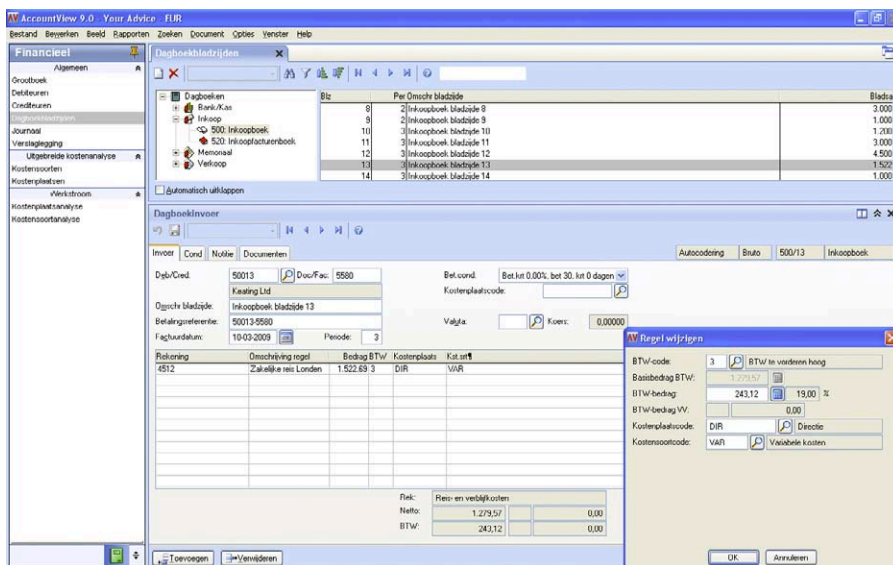 AccountView 9.0 - Your Advice - EUR
Bestand Bewerken Beeld Rapporten Zoeken Document Opties Venster Help
Financieel
Algemeen
Grootboek
Debiteuren
Crediteuren
Dagboekbladzijden
Journaal
Verslaglegging
Uitgebreide kostenanalyse
Kostensoorten
Kostenplaatsen
Werkstroom
Kostenplaatsanalyse
Kostensoortanalyse
Dagboekbladzijden
Dagboeken
Bank/Kas
Inkoop
500: Inkoopboek
520: Inkoopfacturenboek
Memoriaal
Verkoop
Automatisch uitklappen
Blz Per Omschr bladzijde Bladsa
8 2 Inkoopboek bladzijde 8 3.000
9 2 Inkoopboek bladzijde 9 1.000
10 3 Inkoopboek bladzijde 10 1.200
11 3 Inkoopboek bladzijde 11 3.000
12 3 Inkoopboek bladzijde 12 4.500
13 3 Inkoopboek bladzijde 13 1.522
14 3 Inkoopboek bladzijde 14 1.000
Dagboekinvoer
Invoer Cond Notitie Documenten
Autocodering Bruto 500/13 Inkoopboek
Deb/Cred: 50013 Doc/Fac: 5580
Keating Ltd
Omschr bladzijde: Inkoopboek bladzijde 13
Betalingsreferentie: 50013-5580
Factuurdatum: 10-03-2009 Periode: 3
Bet.cond: Bet.krt 0.00%, bet 30. krt 0 dagen
Kostenplaatscode:
Valuta: Koers: 0,00000
Rekening Omschrijving regel Bedrag BTW Kostenplaats Kst.srt¶
4512 Zakelijke reis Londen 1.522.69 3 DIR VAR
Rek: Reis- en verblijfkosten
Netto: 1.279,57 0,00
BTW: 243,12 0,00
Toevoegen Verwijderen
Regel wijzigen
BTW-code: 3 BTW te vorderen hoog
Basisbedrag BTW: 1.279,57
BTW-bedrag: 243,12 19,00 %
BTW-bedrag VV: 0,00
Kostenplaatscode: DIR Directie
Kostensoortcode: VAR Variabele kosten
OK Annuleren